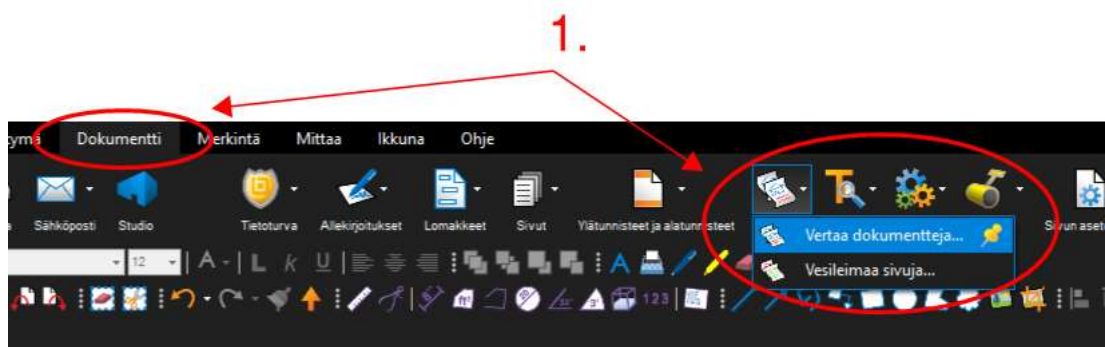 1.
Dokumentti Merkintä Mittaa Ikkuna Ohje
Sähköposti Studio Tietoturva Allekirjoitukset Lomakkeet Sivut Ylätunnisteet ja alatunnisteet
Vertaa dokumentteja...
12 A L k U A
Vesileimaa sivuja...
123